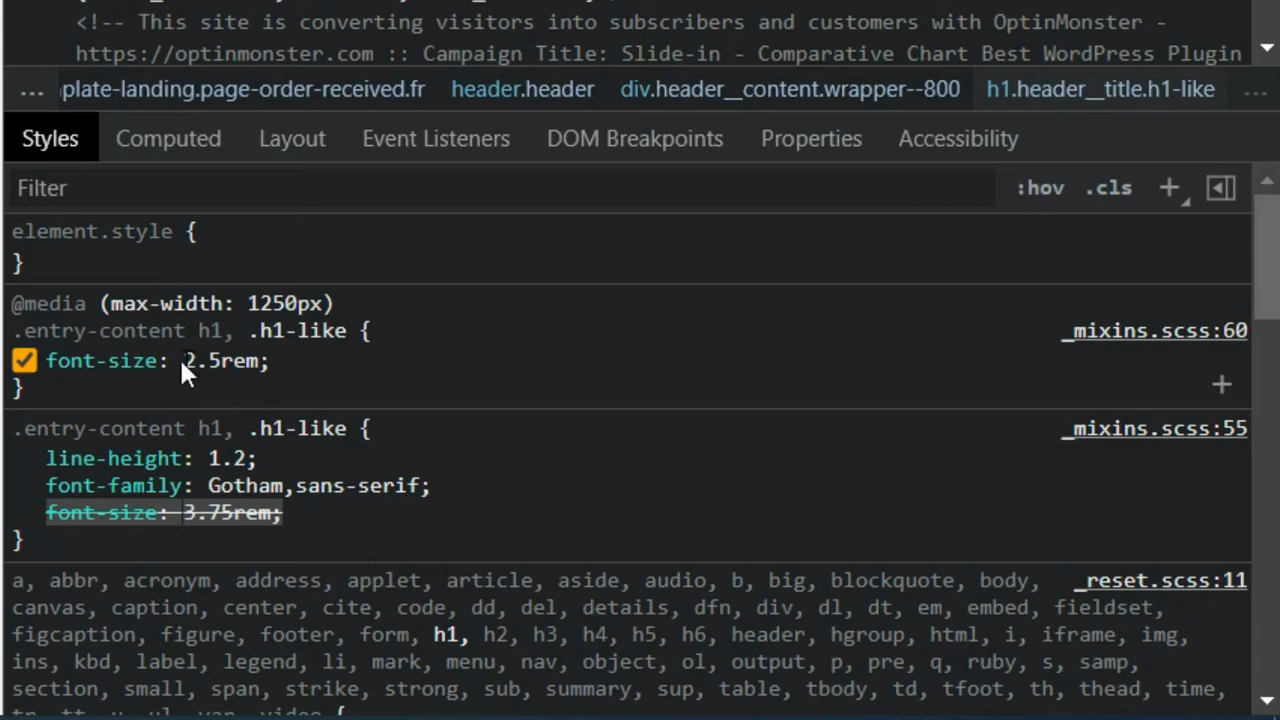 <!-- This site is converting visitors into subscribers and customers with OptinMonster -
https://optinmonster.com :: Campaign Title: Slide-in - Comparative Chart Best WordPress Plugin
... plate-landing.page-order-received.fr header.header div.header__content.wrapper--800 h1.header__title.h1-like ...
Styles Computed Layout Event Listeners DOM Breakpoints Properties Accessibility
Filter :hov .cls +
element.style {
}
@media (max-width: 1250px)
.entry-content h1, .h1-like { _mixins.scss:60
font-size: 2.5rem;
}
+
.entry-content h1, .h1-like { _mixins.scss:55
line-height: 1.2;
font-family: Gotham,sans-serif;
font-size: 3.75rem;
}
a, abbr, acronym, address, applet, article, aside, audio, b, big, blockquote, body, _reset.scss:11
canvas, caption, center, cite, code, dd, del, details, dfn, div, dl, dt, em, embed, fieldset,
figcaption, figure, footer, form, h1, h2, h3, h4, h5, h6, header, hgroup, html, i, iframe, img,
ins, kbd, label, legend, li, mark, menu, nav, object, ol, output, p, pre, q, ruby, s, samp,
section, small, span, strike, strong, sub, summary, sup, table, tbody, td, tfoot, th, thead, time,
tr, tt, u, ul, var, video {